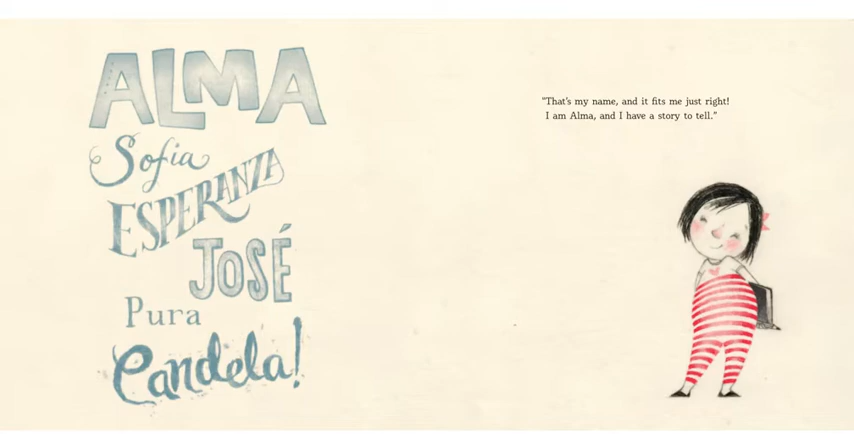 ALMA
Sofia
ESPERANZA
JOSÉ
Pura
Candela!
"That's my name, and it fits me just right!
I am Alma, and I have a story to tell."